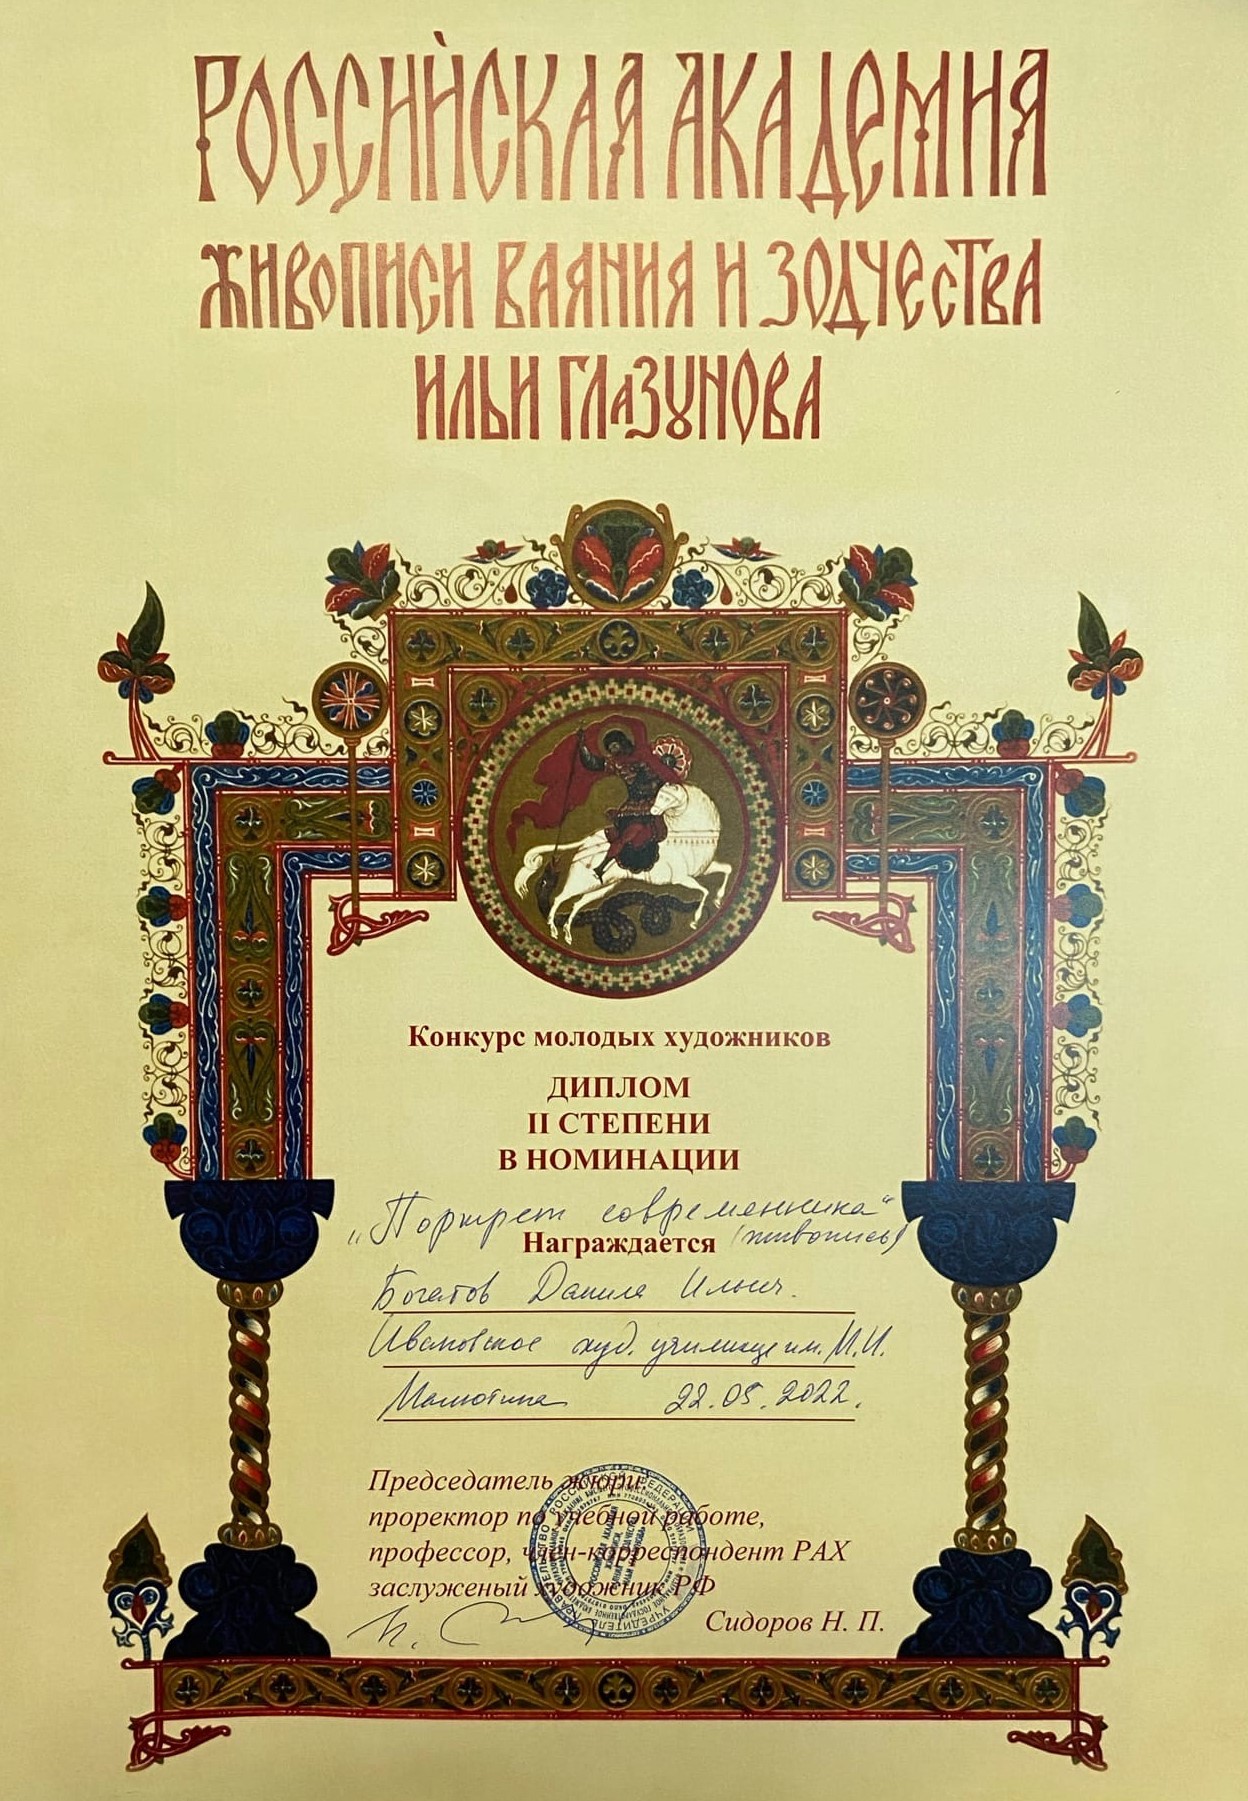 РОССИЙСКАЯ АКАДЕМИЯ
ЖИВОПИСИ ВАЯНИЯ И ЗОДЧЕСТВА
ИЛЬИ ГЛАЗУНОВА
Конкурс молодых художников
ДИПЛОМ
II СТЕПЕНИ
В НОМИНАЦИИ
„Портрет современника“
Награждается (живопись)
Богатов Данила Ильич.
Ивановское худ. училище им. М.И.
Малютина 22.05.2022.
Председатель жюри,
проректор по учебной работе,
профессор, член-корреспондент РАХ
заслуженый художник РФ
Сидоров Н. П.